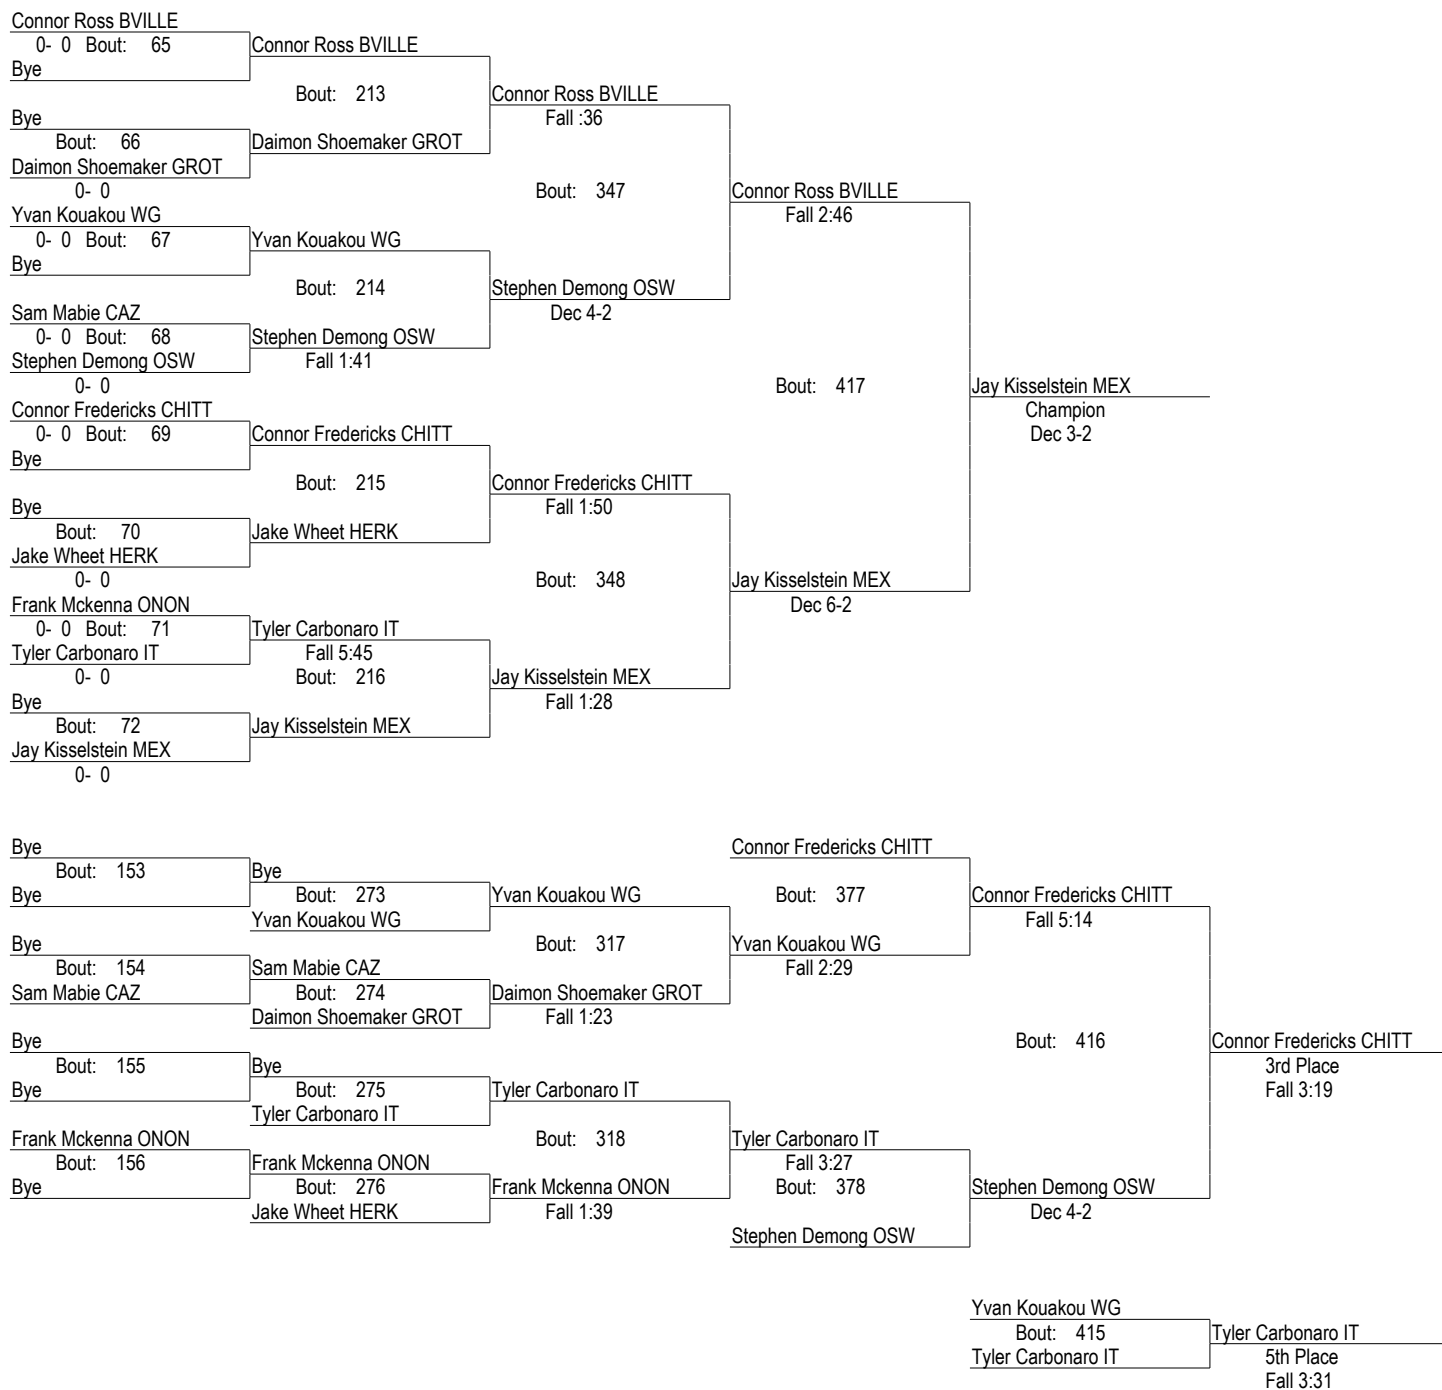 Connor Ross BVILLE
0- 0 Bout: 65 Connor Ross BVILLE
Bye
Bout: 213 Connor Ross BVILLE
Bye Fall :36
Bout: 66 Daimon Shoemaker GROT
Daimon Shoemaker GROT
0- 0 Bout: 347 Connor Ross BVILLE
Yvan Kouakou WG Fall 2:46
0- 0 Bout: 67 Yvan Kouakou WG
Bye
Bout: 214 Stephen Demong OSW
Sam Mabie CAZ Dec 4-2
0- 0 Bout: 68 Stephen Demong OSW
Stephen Demong OSW Fall 1:41
0- 0 Bout: 417 Jay Kisselstein MEX
Connor Fredericks CHITT Champion
0- 0 Bout: 69 Connor Fredericks CHITT Dec 3-2
Bye
Bout: 215 Connor Fredericks CHITT
Bye Fall 1:50
Bout: 70 Jake Wheet HERK
Jake Wheet HERK
0- 0 Bout: 348 Jay Kisselstein MEX
Frank Mckenna ONON Dec 6-2
0- 0 Bout: 71 Tyler Carbonaro IT
Tyler Carbonaro IT Fall 5:45
0- 0 Bout: 216 Jay Kisselstein MEX
Bye Fall 1:28
Bout: 72 Jay Kisselstein MEX
Jay Kisselstein MEX
0- 0
Bye Connor Fredericks CHITT
Bout: 153 Bye
Bye Bout: 273 Yvan Kouakou WG Bout: 377 Connor Fredericks CHITT
Yvan Kouakou WG Fall 5:14
Bye Bout: 317 Yvan Kouakou WG
Bout: 154 Sam Mabie CAZ Fall 2:29
Sam Mabie CAZ Bout: 274 Daimon Shoemaker GROT
Daimon Shoemaker GROT Fall 1:23
Bye Bout: 416 Connor Fredericks CHITT
Bout: 155 Bye 3rd Place
Bye Bout: 275 Tyler Carbonaro IT Fall 3:19
Tyler Carbonaro IT
Frank Mckenna ONON Bout: 318 Tyler Carbonaro IT
Bout: 156 Frank Mckenna ONON Fall 3:27
Bye Bout: 276 Frank Mckenna ONON Bout: 378 Stephen Demong OSW
Jake Wheet HERK Fall 1:39 Dec 4-2
Stephen Demong OSW
Yvan Kouakou WG
Bout: 415 Tyler Carbonaro IT
Tyler Carbonaro IT 5th Place
Fall 3:31